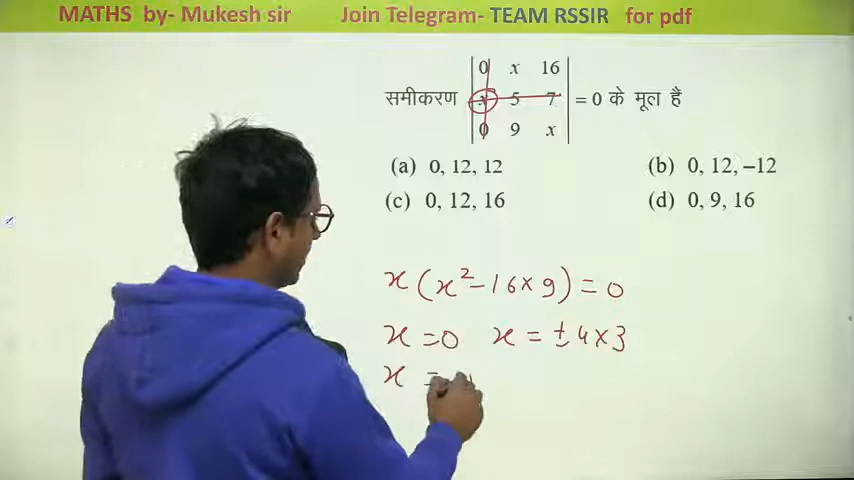 MATHS by- Mukesh sir Join Telegram- TEAM RSSIR for pdf
0 x 16
समीकरण x 5 7 = 0 के मूल है
0 9 x
(a) 0, 12, 12 (b) 0, 12, –12
(c) 0, 12, 16 (d) 0, 9, 16
x (x² – 16 × 9) = 0
x = 0 x = ± 4 × 3
x =